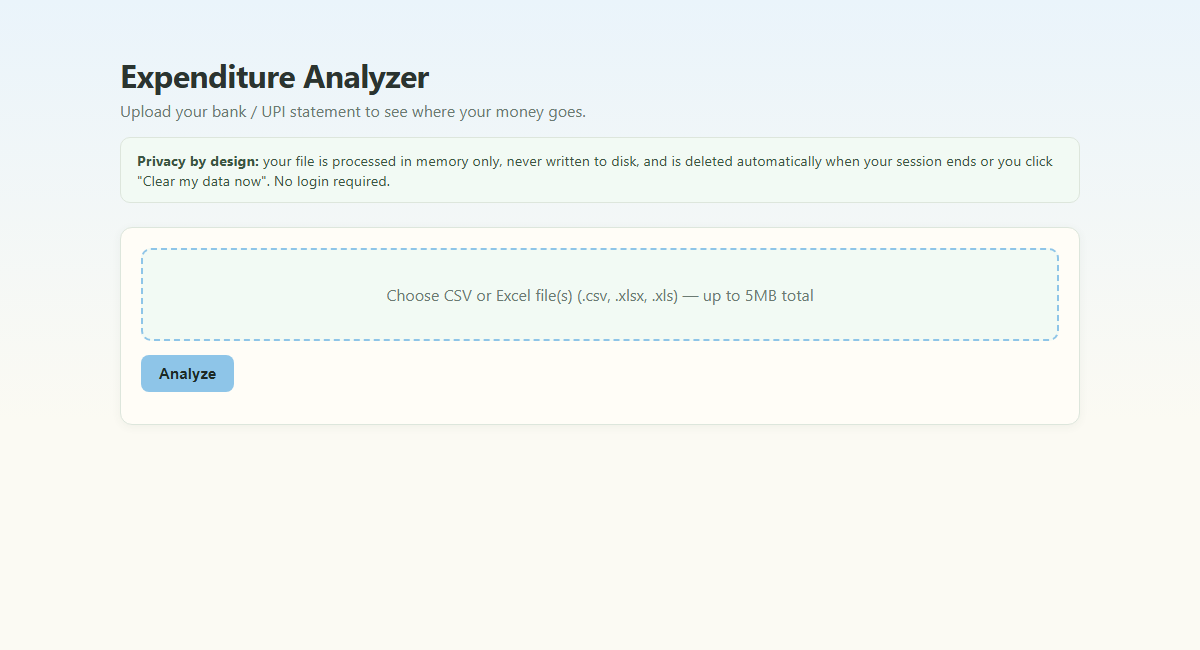 Expenditure Analyzer
Upload your bank / UPI statement to see where your money goes.
Privacy by design: your file is processed in memory only, never written to disk, and is deleted automatically when your session ends or you click
"Clear my data now". No login required.
Choose CSV or Excel file(s) (.csv, .xlsx, .xls) — up to 5MB total
Analyze